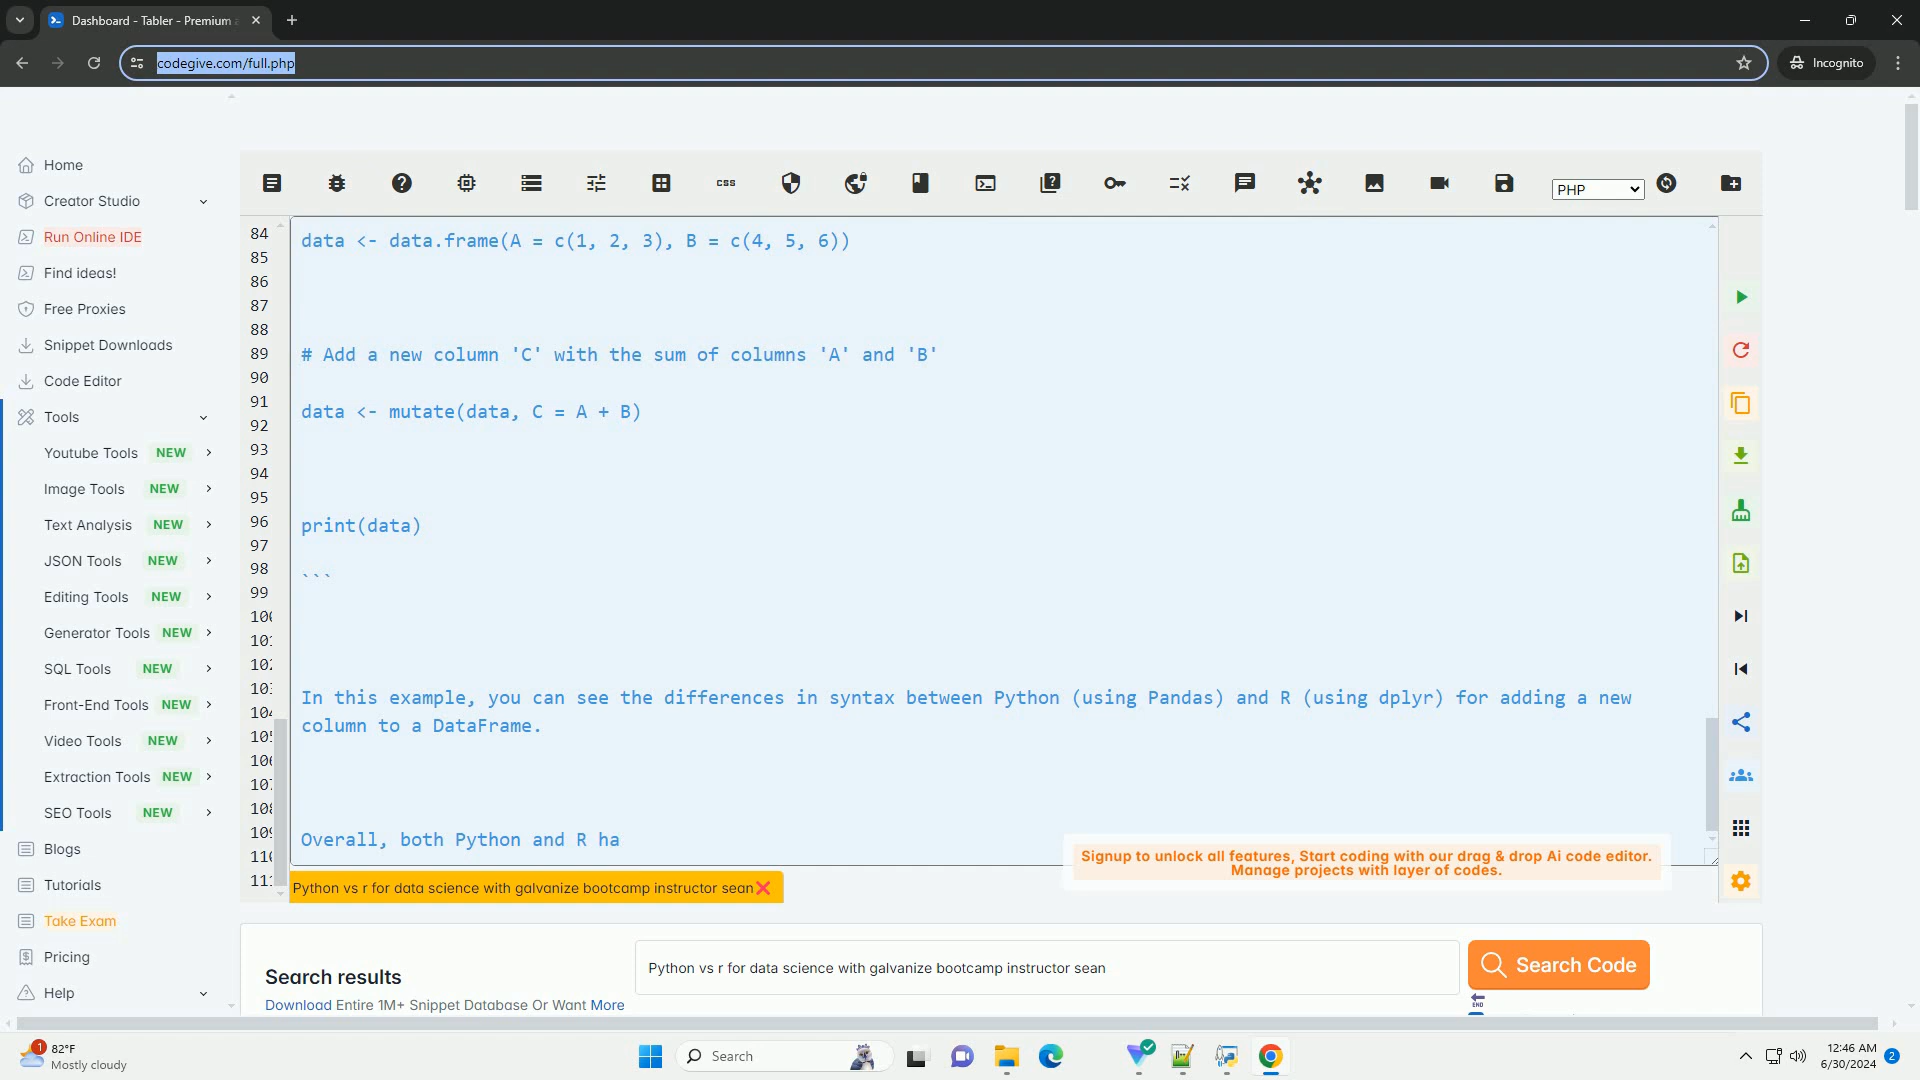 Dashboard - Tabler - Premium
codegive.com/full.php
Incognito
Home
Creator Studio
Run Online IDE
Find ideas!
Free Proxies
Snippet Downloads
Code Editor
Tools
Youtube Tools NEW
Image Tools NEW
Text Analysis NEW
JSON Tools NEW
Editing Tools NEW
Generator Tools NEW
SQL Tools NEW
Front-End Tools NEW
Video Tools NEW
Extraction Tools NEW
SEO Tools NEW
Blogs
Tutorials
Take Exam
Pricing
Help
css
PHP
84
85
86
87
88
89
90
91
92
93
94
95
96
97
98
99
data <- data.frame(A = c(1, 2, 3), B = c(4, 5, 6))
# Add a new column 'C' with the sum of columns 'A' and 'B'
data <- mutate(data, C = A + B)
print(data)
```
In this example, you can see the differences in syntax between Python (using Pandas) and R (using dplyr) for adding a new
column to a DataFrame.
Overall, both Python and R ha
Signup to unlock all features, Start coding with our drag & drop Ai code editor.
Manage projects with layer of codes.
Python vs r for data science with galvanize bootcamp instructor sean
Search results
Download Entire 1M+ Snippet Database Or Want More
Python vs r for data science with galvanize bootcamp instructor sean
Search Code
END
1
82°F
Mostly cloudy
Search
12:46 AM
6/30/2024
2